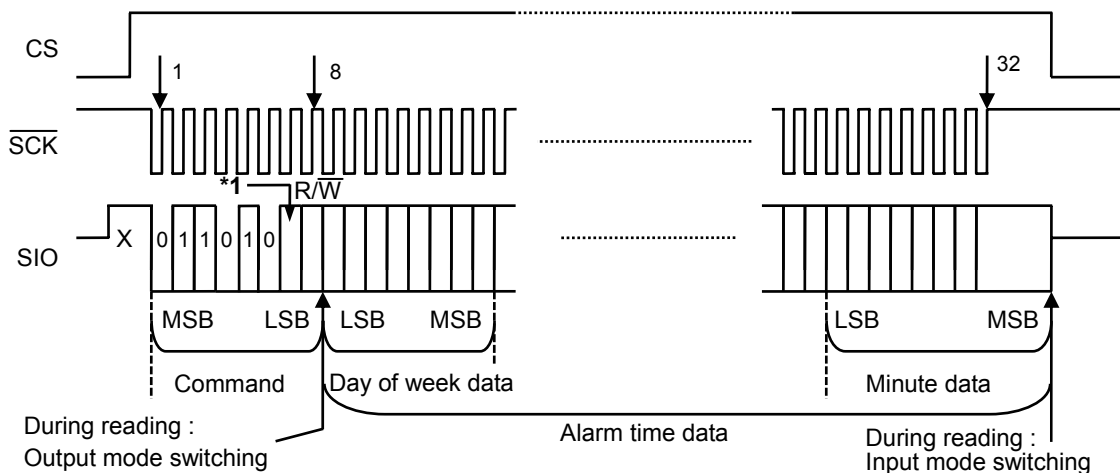 CS
1
8
32
SCK
*1
R/W
SIO
X
0
1
1
0
1
0
MSB
LSB
LSB
MSB
LSB
MSB
Command
Day of week data
Minute data
During reading :
Output mode switching
Alarm time data
During reading :
Input mode switching